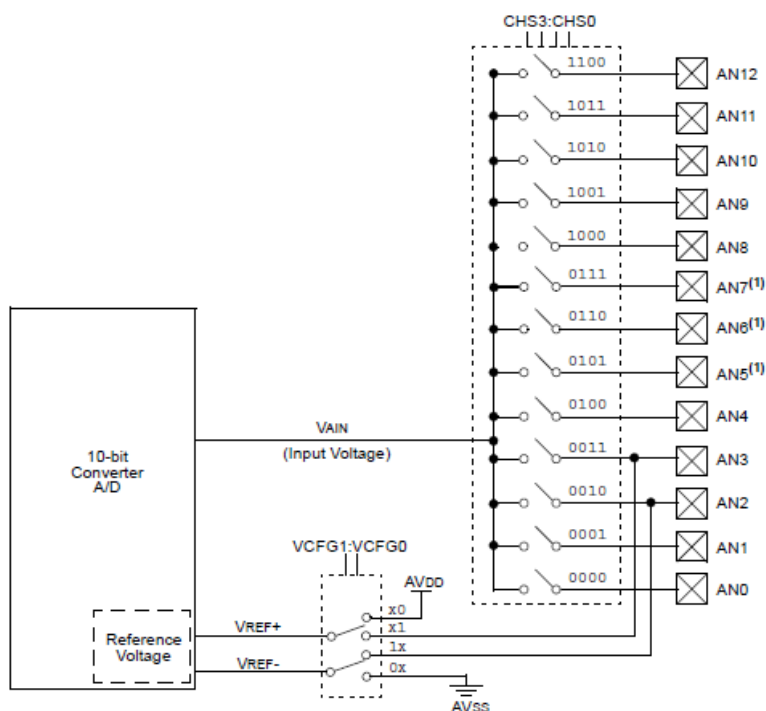 CHS3:CHS0
1100
AN12
1011
AN11
1010
AN10
1001
AN9
1000
AN8
0111
AN7(1)
0110
AN6(1)
0101
AN5(1)
0100
AN4
VAIN
(Input Voltage)
0011
AN3
10-bit
Converter
A/D
0010
AN2
0001
AN1
VCFG1:VCFG0
0000
AN0
AVDD
x0
Reference
Voltage
VREF+
x1
1x
VREF-
0x
AVSS